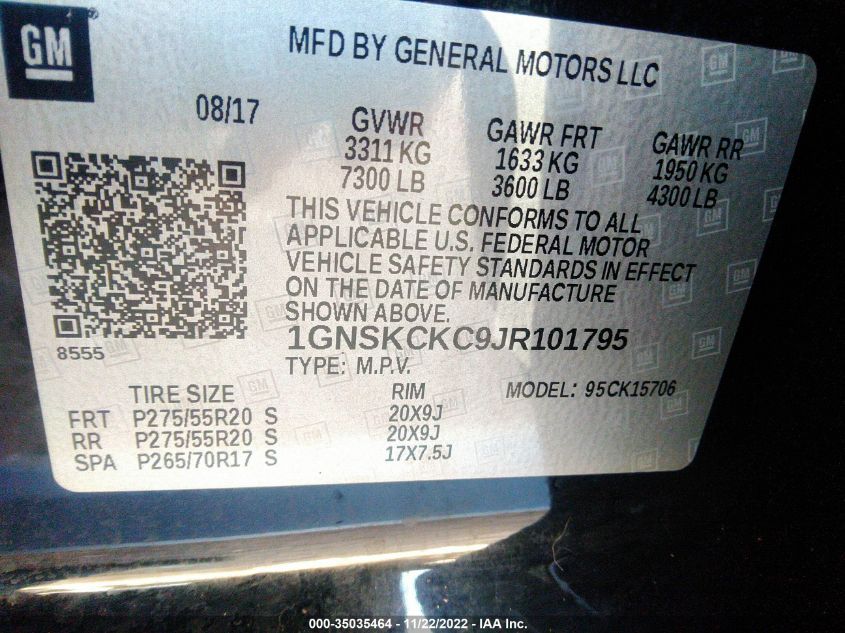 GM
MFD BY GENERAL MOTORS LLC
08/17
GVWR
3311 KG
7300 LB
GAWR FRT
1633 KG
3600 LB
GAWR RR
1950 KG
4300 LB
THIS VEHICLE CONFORMS TO ALL
APPLICABLE U.S. FEDERAL MOTOR
VEHICLE SAFETY STANDARDS IN EFFECT
ON THE DATE OF MANUFACTURE
SHOWN ABOVE.
1GNSKCKC9JR101795
8555
TYPE: M.P.V.
MODEL: 95CK15706
TIRE SIZE RIM
FRT P275/55R20 S 20X9J
RR P275/55R20 S 20X9J
SPA P265/70R17 S 17X7.5J
000-35035464 - 11/22/2022 - IAA Inc.